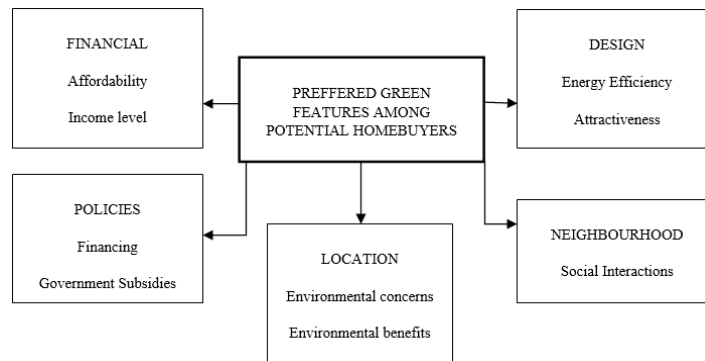 FINANCIAL
Affordability
Income level
PREFFERED GREEN
FEATURES AMONG
POTENTIAL HOMEBUYERS
DESIGN
Energy Efficiency
Attractiveness
POLICIES
Financing
Government Subsidies
LOCATION
Environmental concerns
Environmental benefits
NEIGHBOURHOOD
Social Interactions